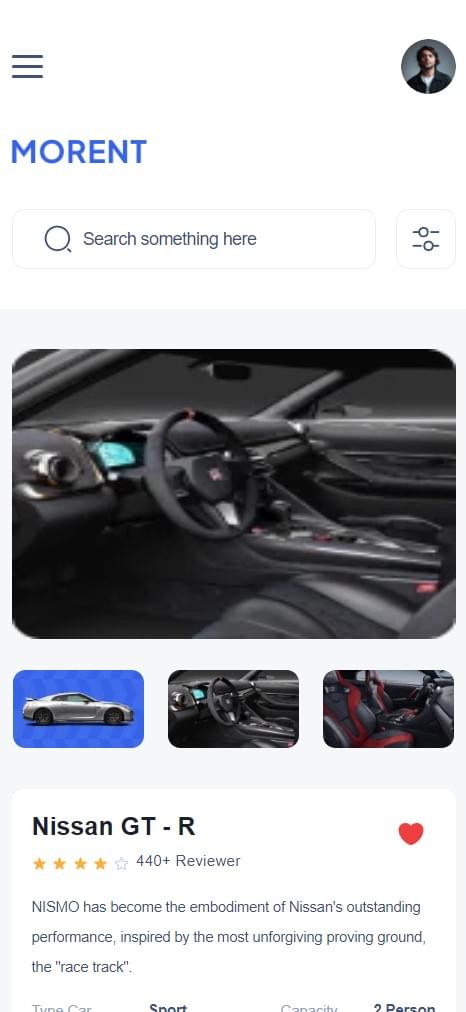 MORENT
Search something here
Nissan GT - R
440+ Reviewer
NISMO has become the embodiment of Nissan's outstanding
performance, inspired by the most unforgiving proving ground,
the "race track".
Type Car Sport Capacity 2 Person